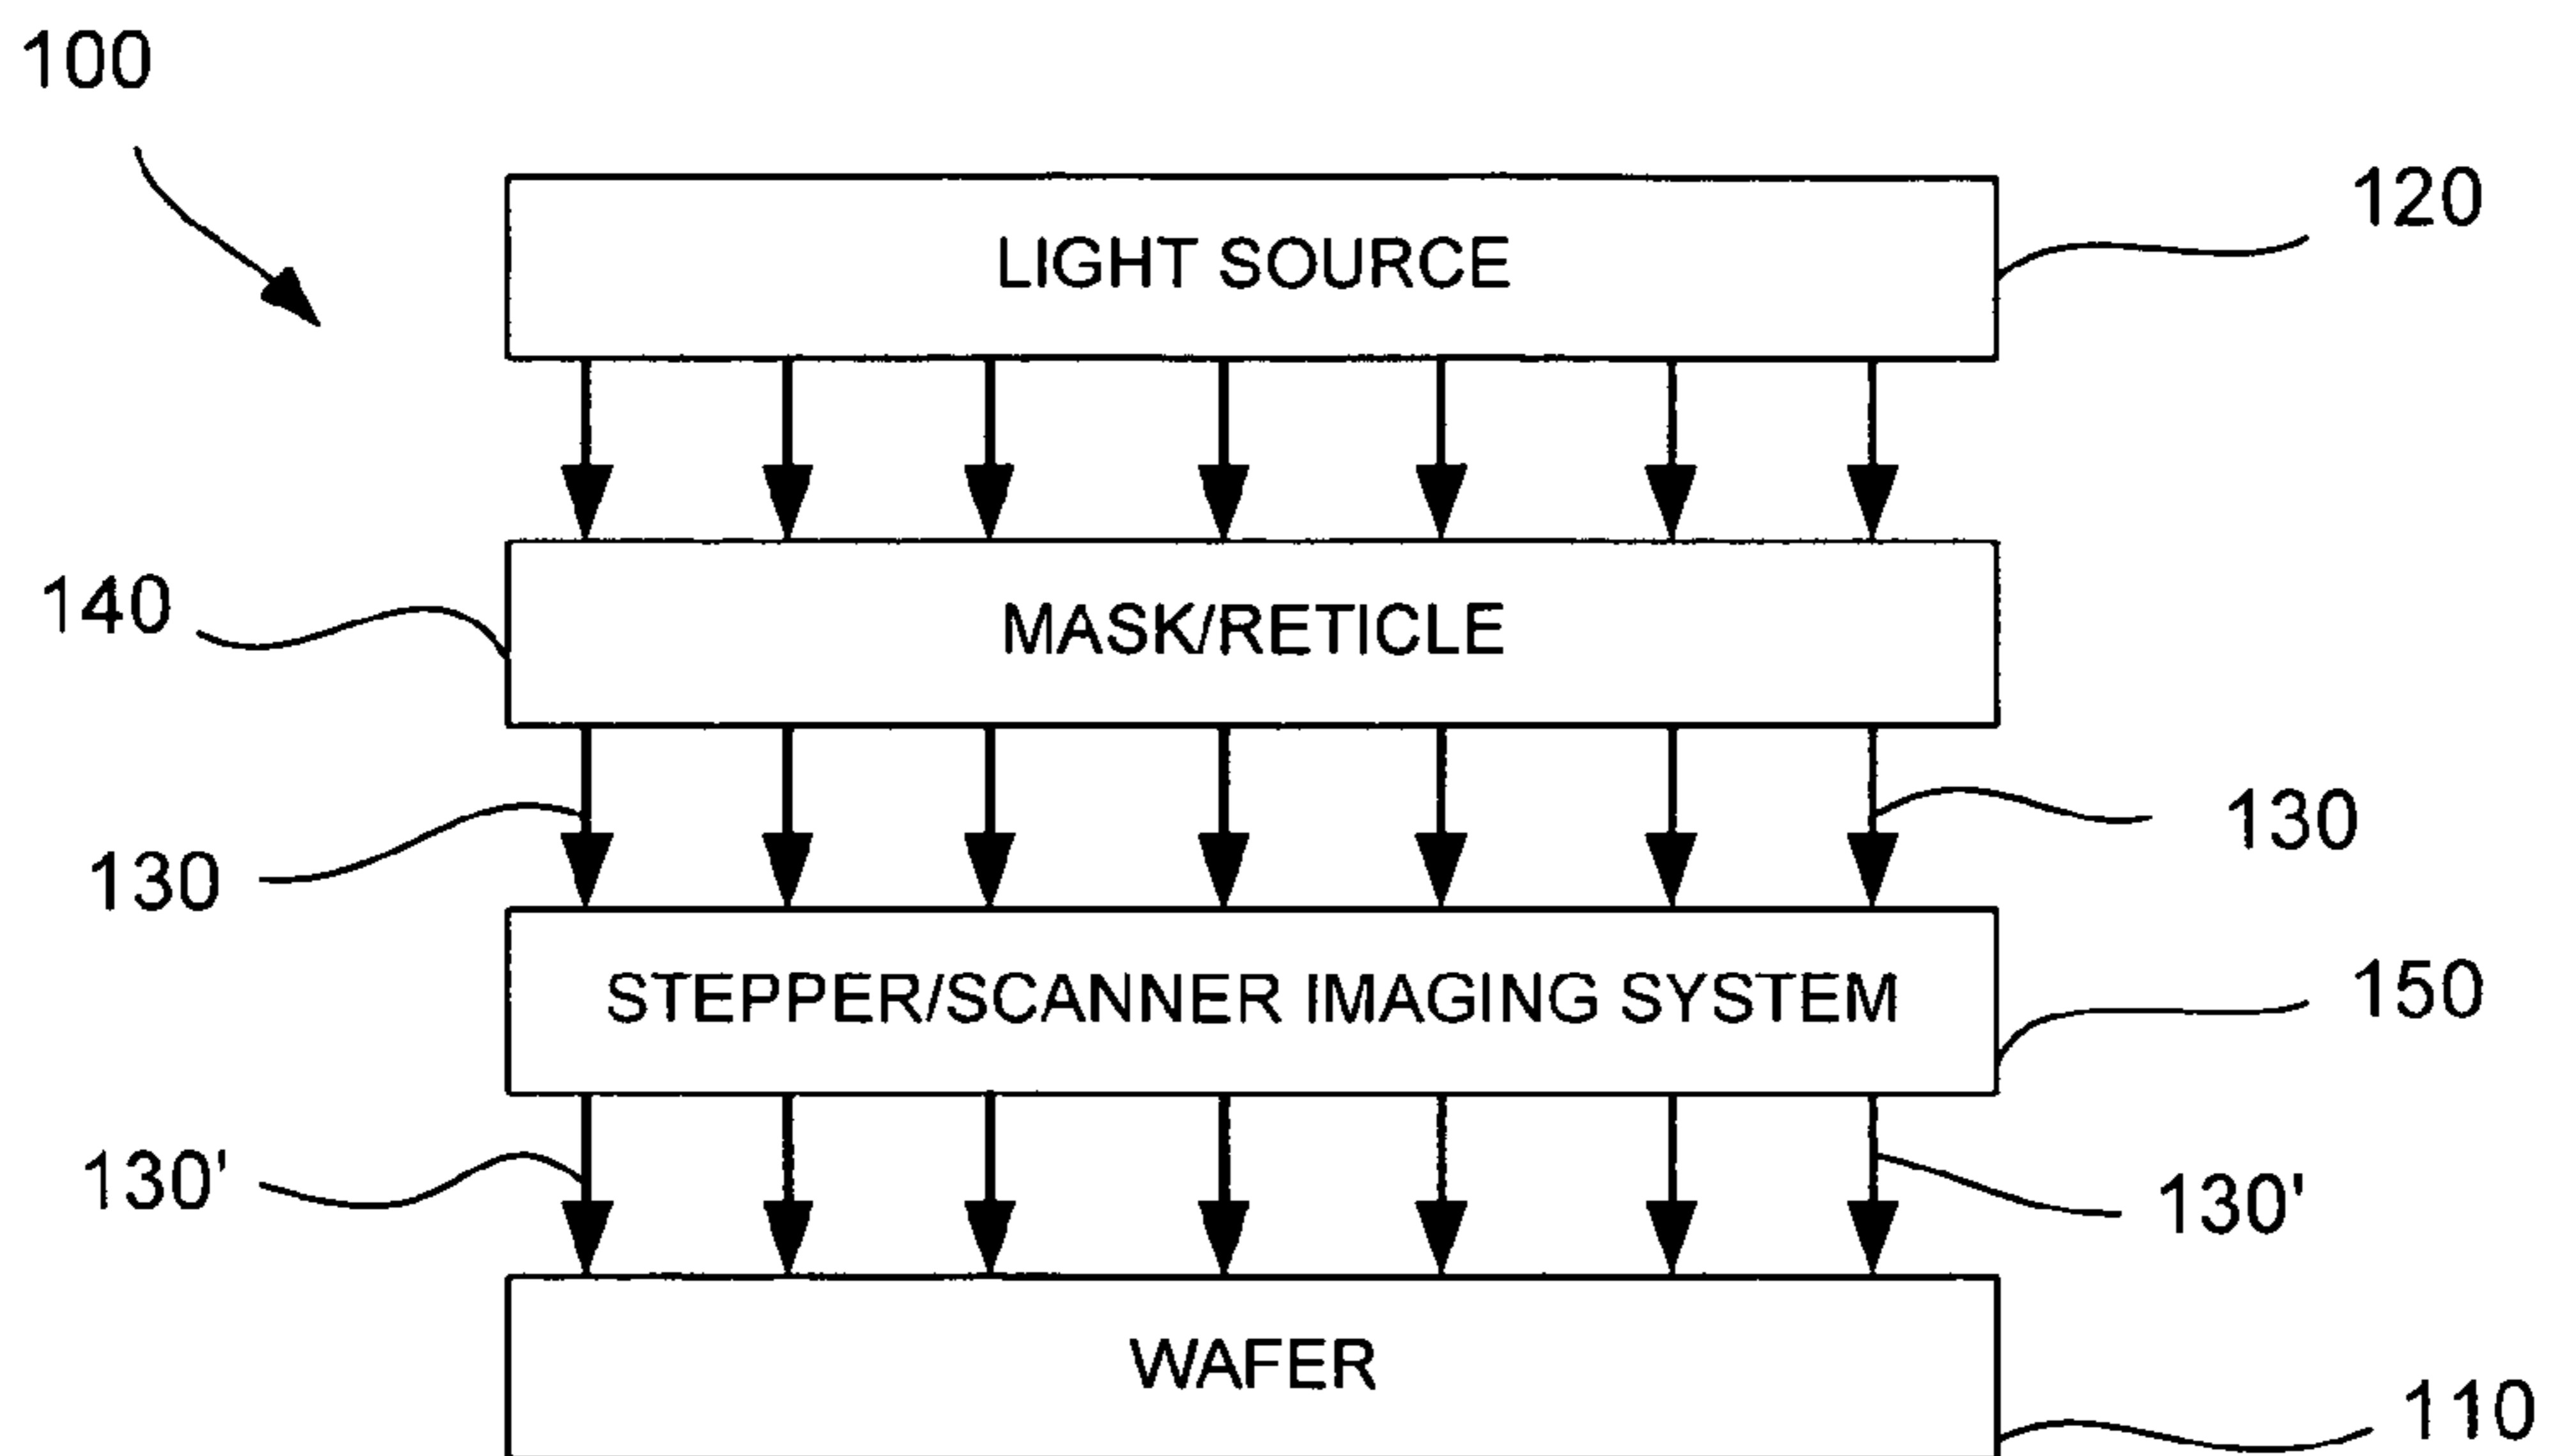 100
120
LIGHT SOURCE
140
MASK/RETICLE
130
130
150
STEPPER/SCANNER IMAGING SYSTEM
130'
130'
WAFER
110